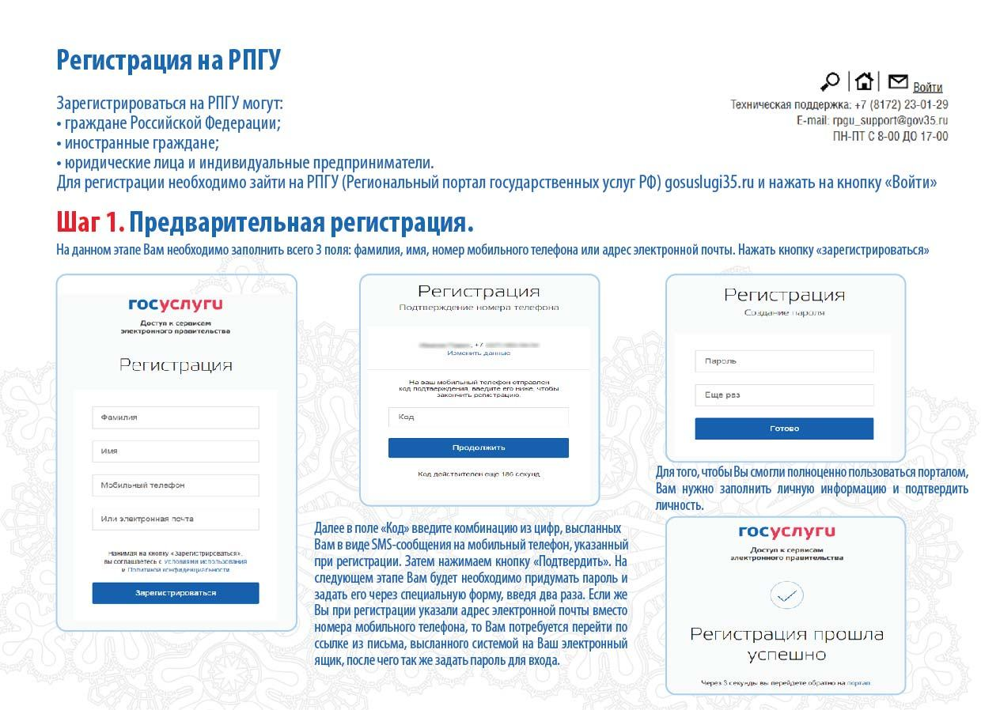 Регистрация на РПГУ
Войти
Техническая поддержка: +7 (8172) 23-01-29
E-mail: rpgu_support@gov35.ru
ПН-ПТ С 8-00 ДО 17-00
Зарегистрироваться на РПГУ могут:
• граждане Российской Федерации;
• иностранные граждане;
• юридические лица и индивидуальные предприниматели.
Для регистрации необходимо зайти на РПГУ (Региональный портал государственных услуг РФ) gosuslugi35.ru и нажать на кнопку «Войти»
Шаг 1. Предварительная регистрация.
На данном этапе Вам необходимо заполнить всего 3 поля: фамилия, имя, номер мобильного телефона или адрес электронной почты. Нажать кнопку «зарегистрироваться»
госуслуги
Доступ к сервисам
электронного правительства
Регистрация
Фамилия
Имя
Мобильный телефон
Или электронная почта
Нажимая на кнопку «Зарегистрироваться»,
вы соглашаетесь с Условиями использования
и Политикой конфиденциальности
Зарегистрироваться
Регистрация
Подтверждение номера телефона
, +7
Изменить данные
На ваш мобильный телефон отправлен
код подтверждения, введите его ниже, чтобы
закончить регистрацию.
Код
Продолжить
Код действителен еще 186 секунд
Далее в поле «Код» введите комбинацию из цифр, высланных
Вам в виде SMS-сообщения на мобильный телефон, указанный
при регистрации. Затем нажимаем кнопку «Подтвердить». На
следующем этапе Вам будет необходимо придумать пароль и
задать его через специальную форму, введя два раза. Если же
Вы при регистрации указали адрес электронной почты вместо
номера мобильного телефона, то Вам потребуется перейти по
ссылке из письма, высланного системой на Ваш электронный
ящик, после чего так же задать пароль для входа.
Регистрация
Создание пароля
Пароль
Еще раз
Готово
Для того, чтобы Вы смогли полноценно пользоваться порталом,
Вам нужно заполнить личную информацию и подтвердить
личность.
госуслуги
Доступ к сервисам
электронного правительства
Регистрация прошла
успешно
Через 3 секунды вы перейдете обратно на портал.